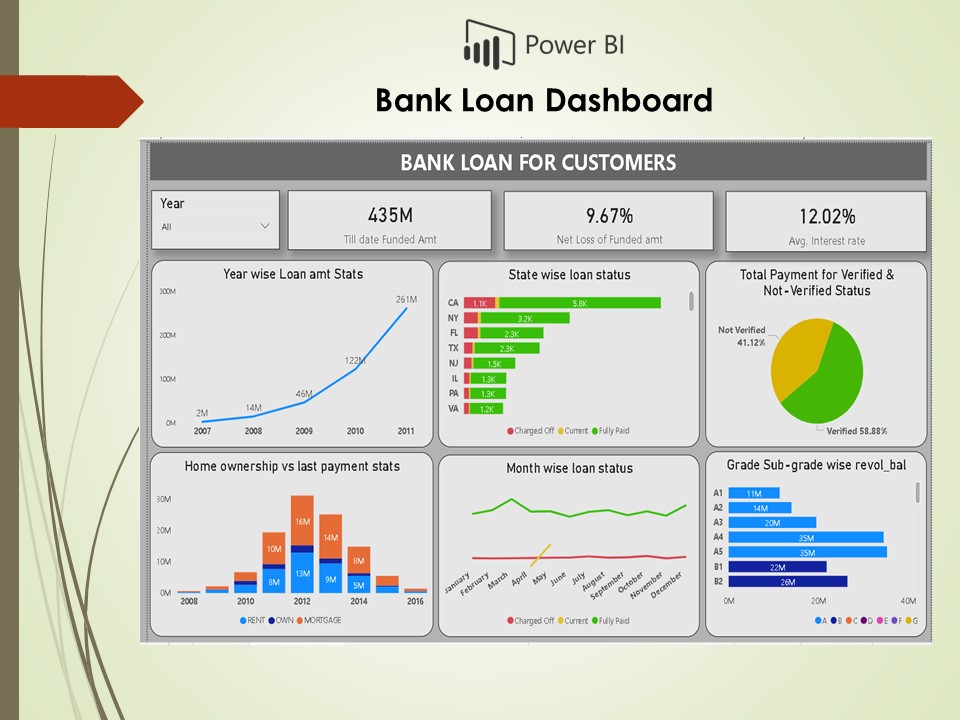 Power BI
Bank Loan Dashboard
BANK LOAN FOR CUSTOMERS
Year
All
435M
Till date Funded Amt
9.67%
Net Loss of Funded amt
12.02%
Avg. Interest rate
Year wise Loan amt Stats
300M
200M
100M
0M
2M
14M
46M
122M
261M
2007 2008 2009 2010 2011
State wise loan status
CA 1.1K 5.8K
NY 3.2K
FL 2.3K
TX 2.3K
NJ 1.5K
IL 1.3K
PA 1.3K
VA 1.2K
Charged Off Current Fully Paid
Total Payment for Verified &
Not-Verified Status
Not Verified
41.12%
Verified 58.88%
Home ownership vs last payment stats
30M
20M
10M
0M
10M 16M 14M 8M
8M 13M 9M 5M
2008 2010 2012 2014 2016
RENT OWN MORTGAGE
Month wise loan status
January February March April May June July August September October November December
Charged Off Current Fully Paid
Grade Sub-grade wise revol_bal
A1 11M
A2 14M
A3 20M
A4 35M
A5 35M
B1 22M
B2 26M
0M 20M 40M
A B C D E F G